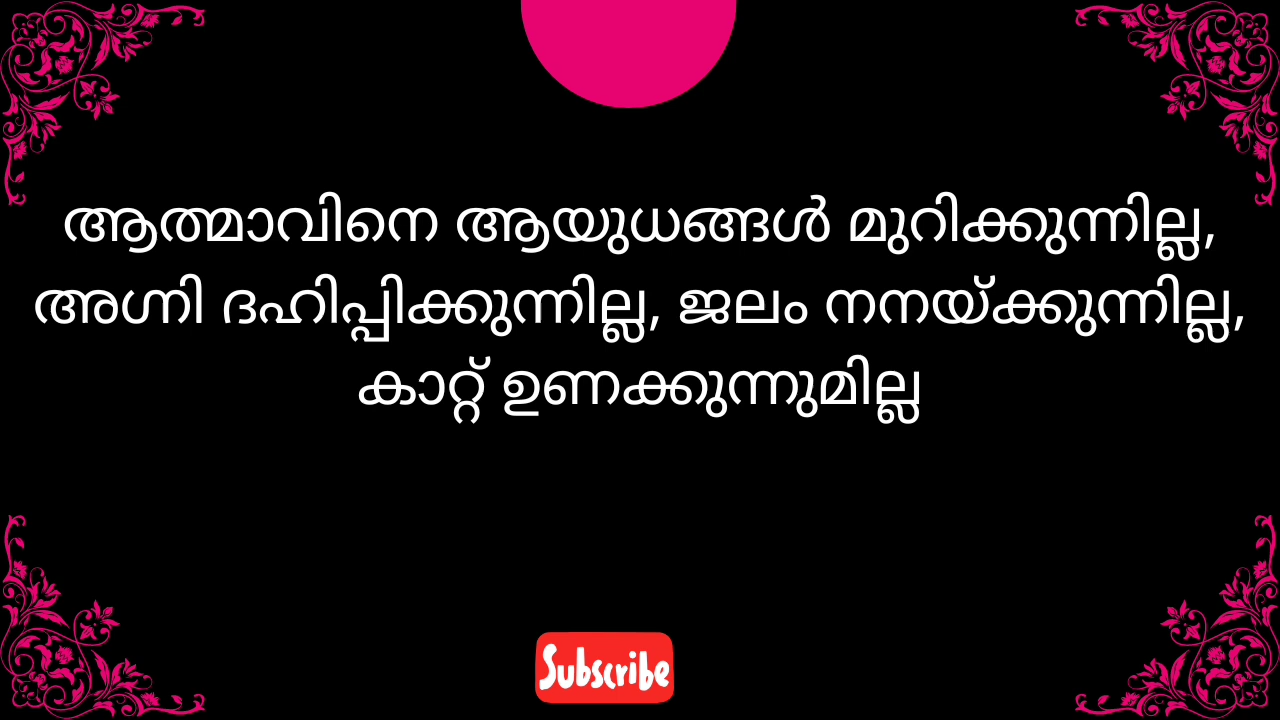 ആത്മാവിനെ ആയുധങ്ങൾ മുറിക്കുന്നില്ല,
അഗ്നി ദഹിപ്പിക്കുന്നില്ല, ജലം നനയ്ക്കുന്നില്ല,
കാറ്റ് ഉണക്കുന്നുമില്ല
Subscribe